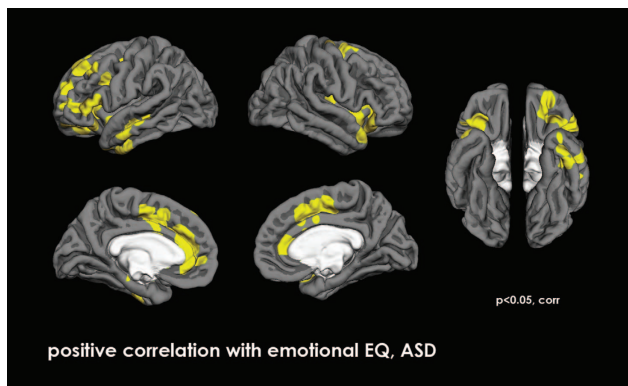 p<0.05, corr
positive correlation with emotional EQ, ASD